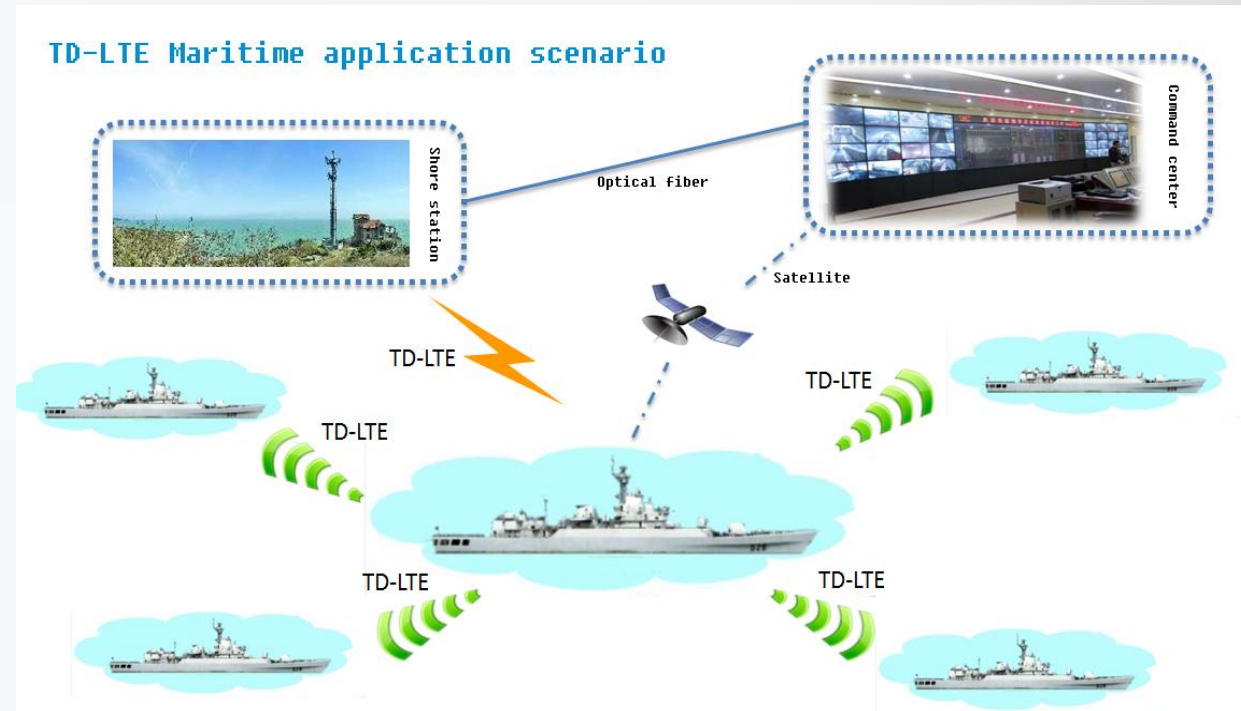 TD-LTE Maritime application scenario
Shore station
Command center
Optical fiber
Satellite
TD-LTE
TD-LTE
TD-LTE
TD-LTE
TD-LTE